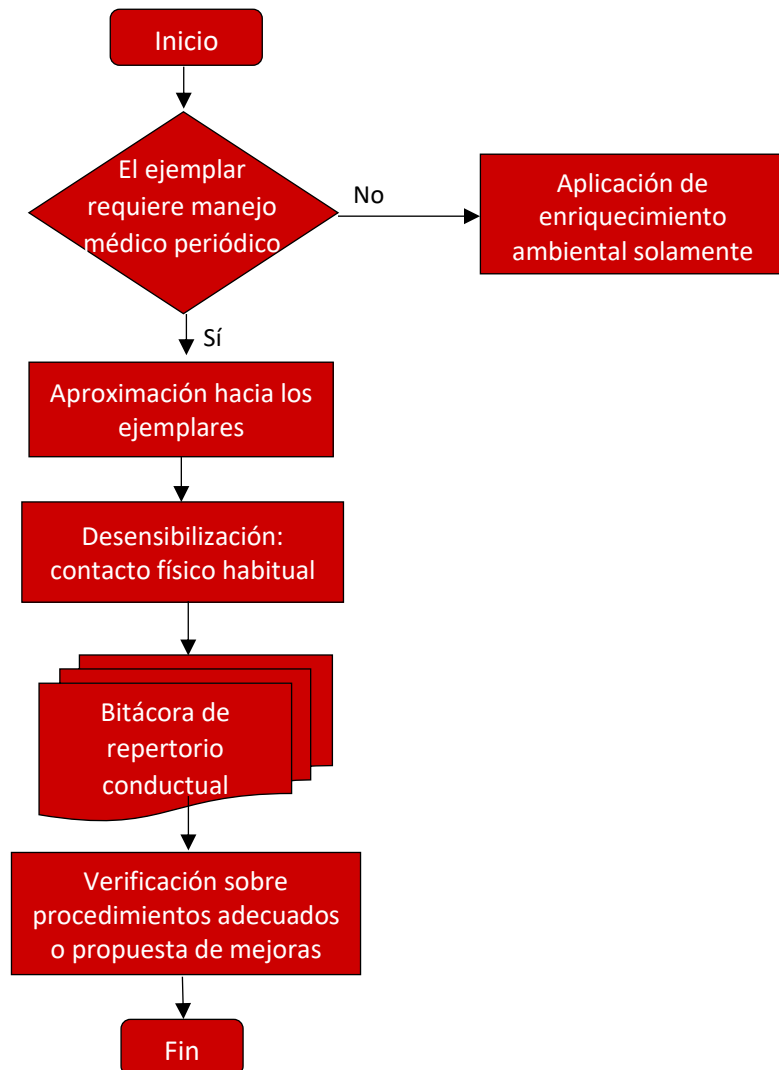 Inicio
El ejemplar
requiere manejo
médico periódico
No
Aplicación de
enriquecimiento
ambiental solamente
Sí
Aproximación hacia los
ejemplares
Desensibilización:
contacto físico habitual
Bitácora de
repertorio
conductual
Verificación sobre
procedimientos adecuados
o propuesta de mejoras
Fin